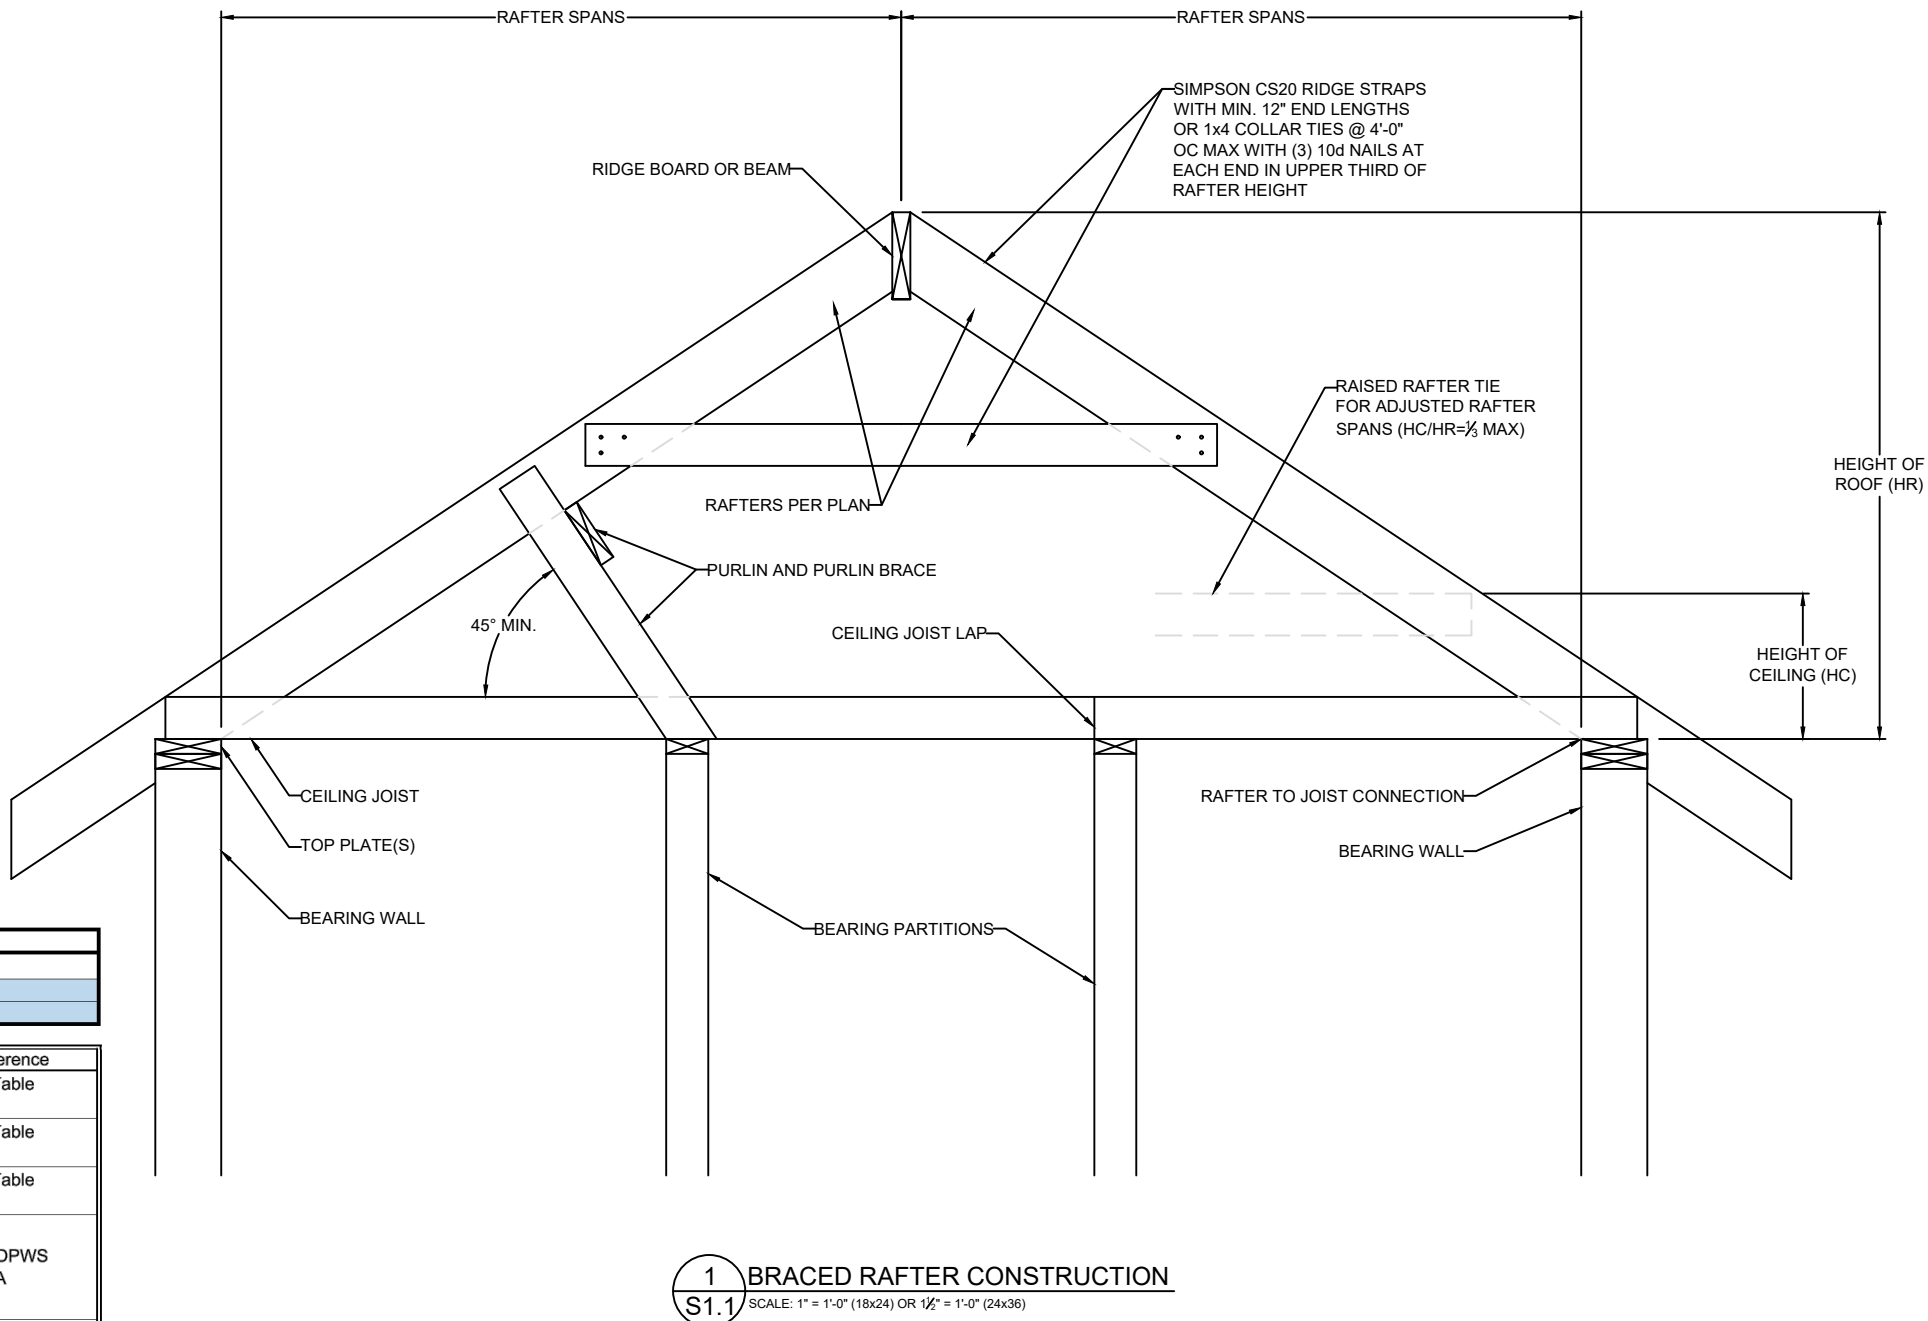 RAFTER SPANS
RAFTER SPANS
SIMPSON CS20 RIDGE STRAPS
WITH MIN. 12" END LENGTHS
OR 1x4 COLLAR TIES @ 4'-0"
OC MAX WITH (3) 10d NAILS AT
EACH END IN UPPER THIRD OF
RAFTER HEIGHT
RIDGE BOARD OR BEAM
RAISED RAFTER TIE
FOR ADJUSTED RAFTER
SPANS (HC/HR=⅓ MAX)
HEIGHT OF
ROOF (HR)
RAFTERS PER PLAN
PURLIN AND PURLIN BRACE
45° MIN.
CEILING JOIST LAP
HEIGHT OF
CEILING (HC)
CEILING JOIST
RAFTER TO JOIST CONNECTION
TOP PLATE(S)
BEARING WALL
BEARING WALL
BEARING PARTITIONS
erence
able
able
able
DPWS
A
1
S1.1
BRACED RAFTER CONSTRUCTION
SCALE: 1" = 1'-0" (18x24) OR 1½" = 1'-0" (24x36)